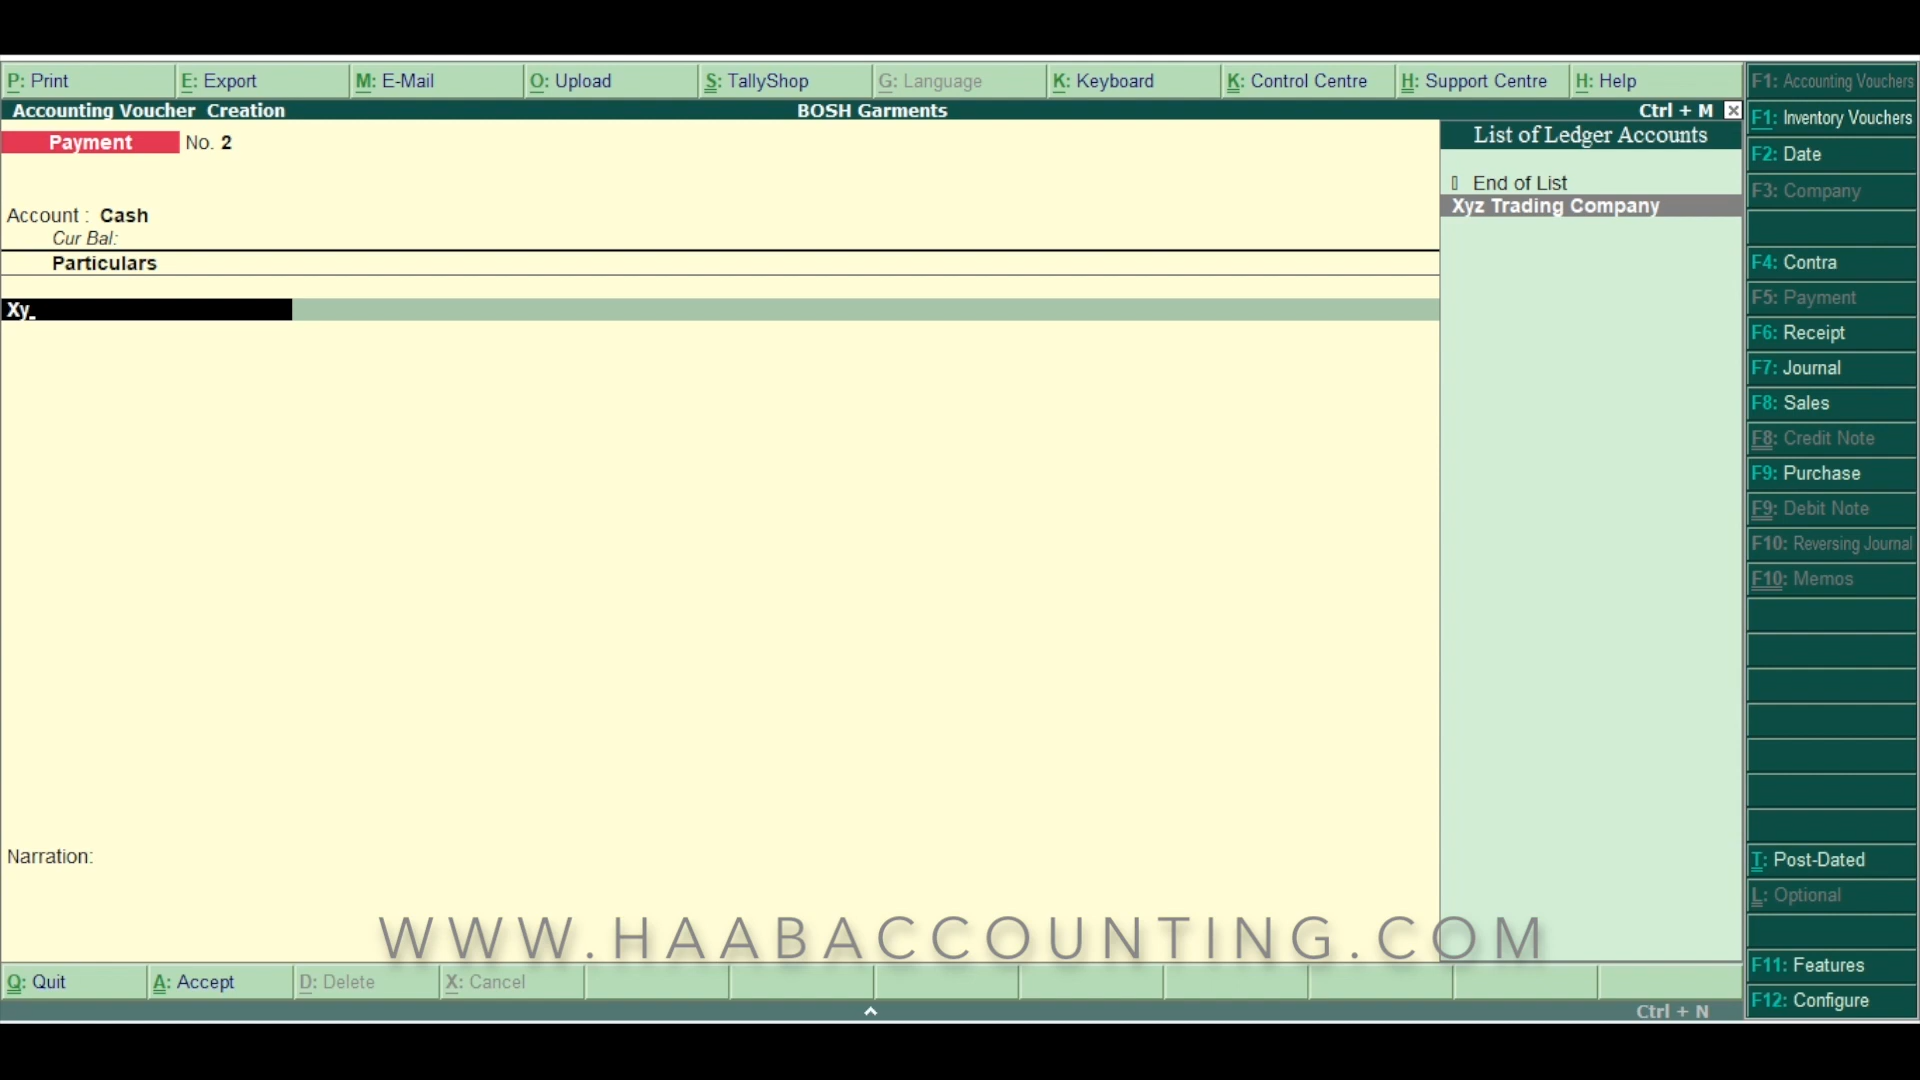 P: Print E: Export M: E-Mail O: Upload S: TallyShop G: Language K: Keyboard K: Control Centre H: Support Centre H: Help
Accounting Voucher Creation BOSH Garments Ctrl + M
Payment No. 2
Account : Cash
Cur Bal:
Particulars
Xy
List of Ledger Accounts
End of List
Xyz Trading Company
Narration:
WWW.HAABACCOUNTING.COM
Q: Quit A: Accept D: Delete X: Cancel
Ctrl + N
F1: Accounting Vouchers
F1: Inventory Vouchers
F2: Date
F3: Company
F4: Contra
F5: Payment
F6: Receipt
F7: Journal
F8: Sales
F8: Credit Note
F9: Purchase
F9: Debit Note
F10: Reversing Journal
F10: Memos
T: Post-Dated
L: Optional
F11: Features
F12: Configure